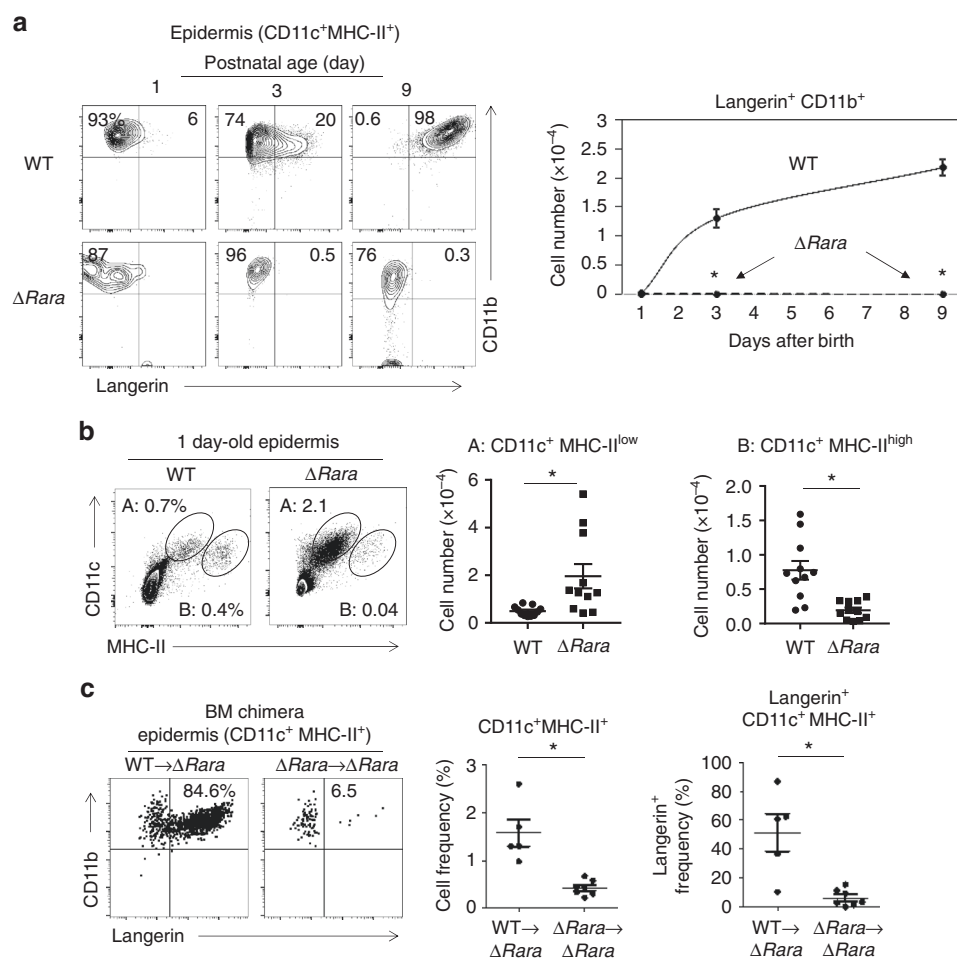 a
Epidermis (CD11c+MHC-II+)
Postnatal age (day)
1 3 9
WT
93% 6
74 20
0.6 98
ΔRara
87
96 0.5
76 0.3
CD11b
Langerin
Langerin+ CD11b+
Cell number (×10–4)
3
2.5
2
1.5
1
0.5
0
WT
ΔRara
* *
1 2 3 4 5 6 7 8 9
Days after birth
b
1 day-old epidermis
WT ΔRara
A: 0.7%
B: 0.4%
A: 2.1
B: 0.04
CD11c
MHC-II
A: CD11c+ MHC-IIlow
Cell number (×10–4)
6
4
2
0
*
WT ΔRara
B: CD11c+ MHC-IIhigh
Cell number (×10–4)
2.0
1.5
1.0
0.5
0.0
*
WT ΔRara
c
BM chimera
epidermis (CD11c+ MHC-II+)
WT→ΔRara ΔRara→ΔRara
84.6% 6.5
CD11b
Langerin
CD11c+MHC-II+
Cell frequency (%)
3
2
1
0
*
WT→ ΔRara→
ΔRara ΔRara
Langerin+
CD11c+ MHC-II+
Langerin+
frequency (%)
100
80
60
40
20
0
*
WT→ ΔRara→
ΔRara ΔRara